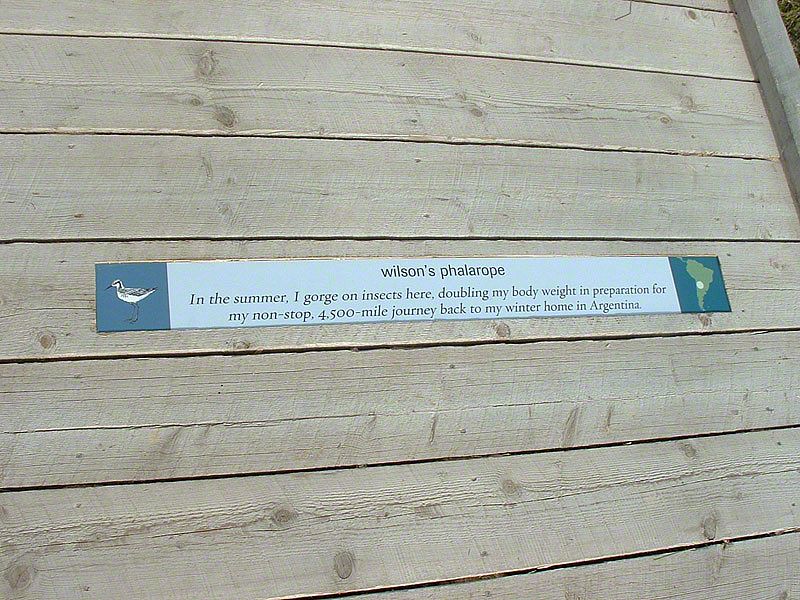 wilson's phalarope
In the summer, I gorge on insects here, doubling my body weight in preparation for
my non-stop, 4,500-mile journey back to my winter home in Argentina.